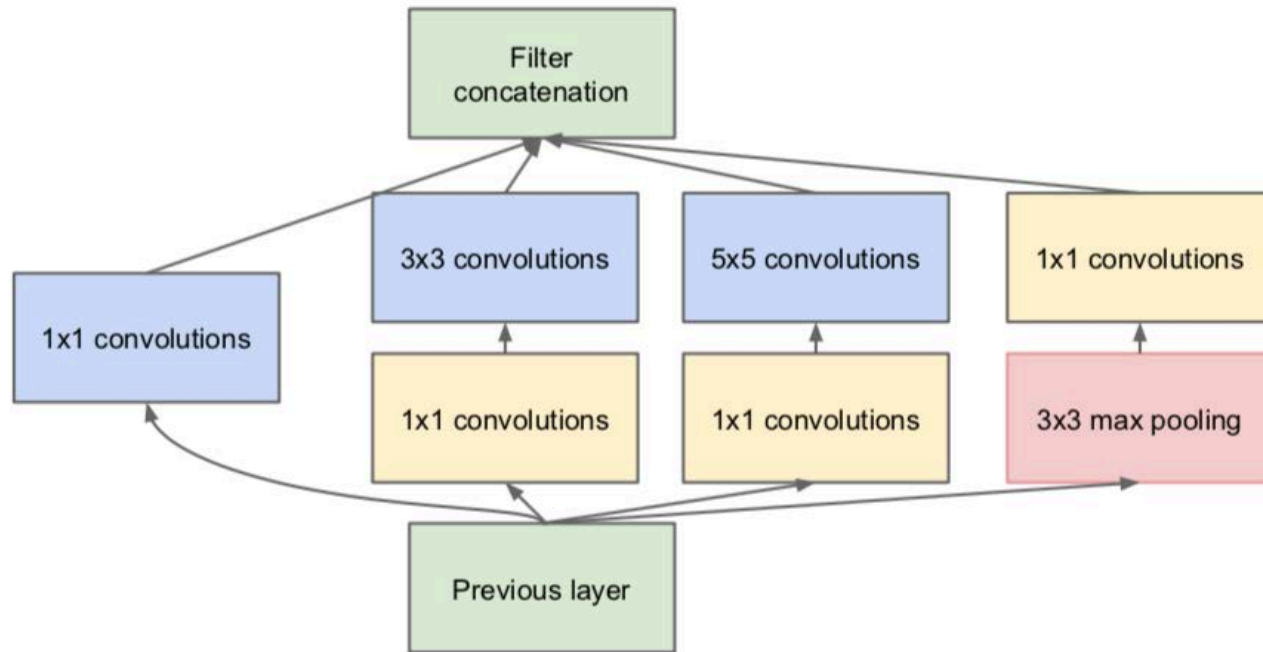 Filter
concatenation
3x3 convolutions
5x5 convolutions
1x1 convolutions
1x1 convolutions
1x1 convolutions
1x1 convolutions
3x3 max pooling
Previous layer